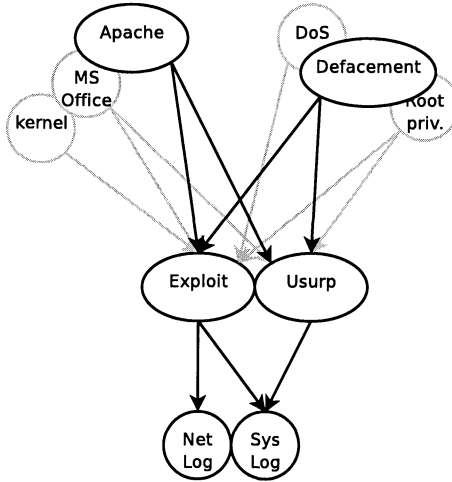 Apache
DoS
Defacement
MS
Office
kernel
Root
priv.
Exploit
Usurp
Net
Log
Sys
Log